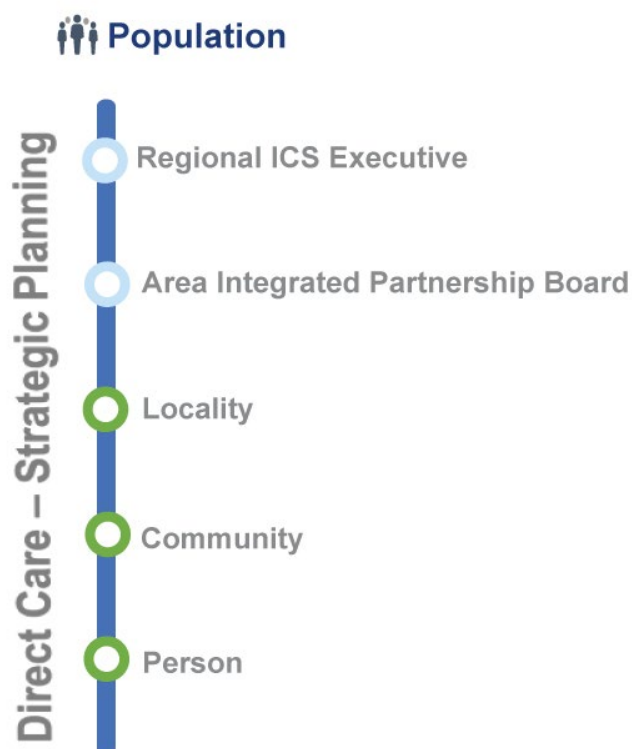 Population
Direct Care – Strategic Planning
Regional ICS Executive
Area Integrated Partnership Board
Locality
Community
Person